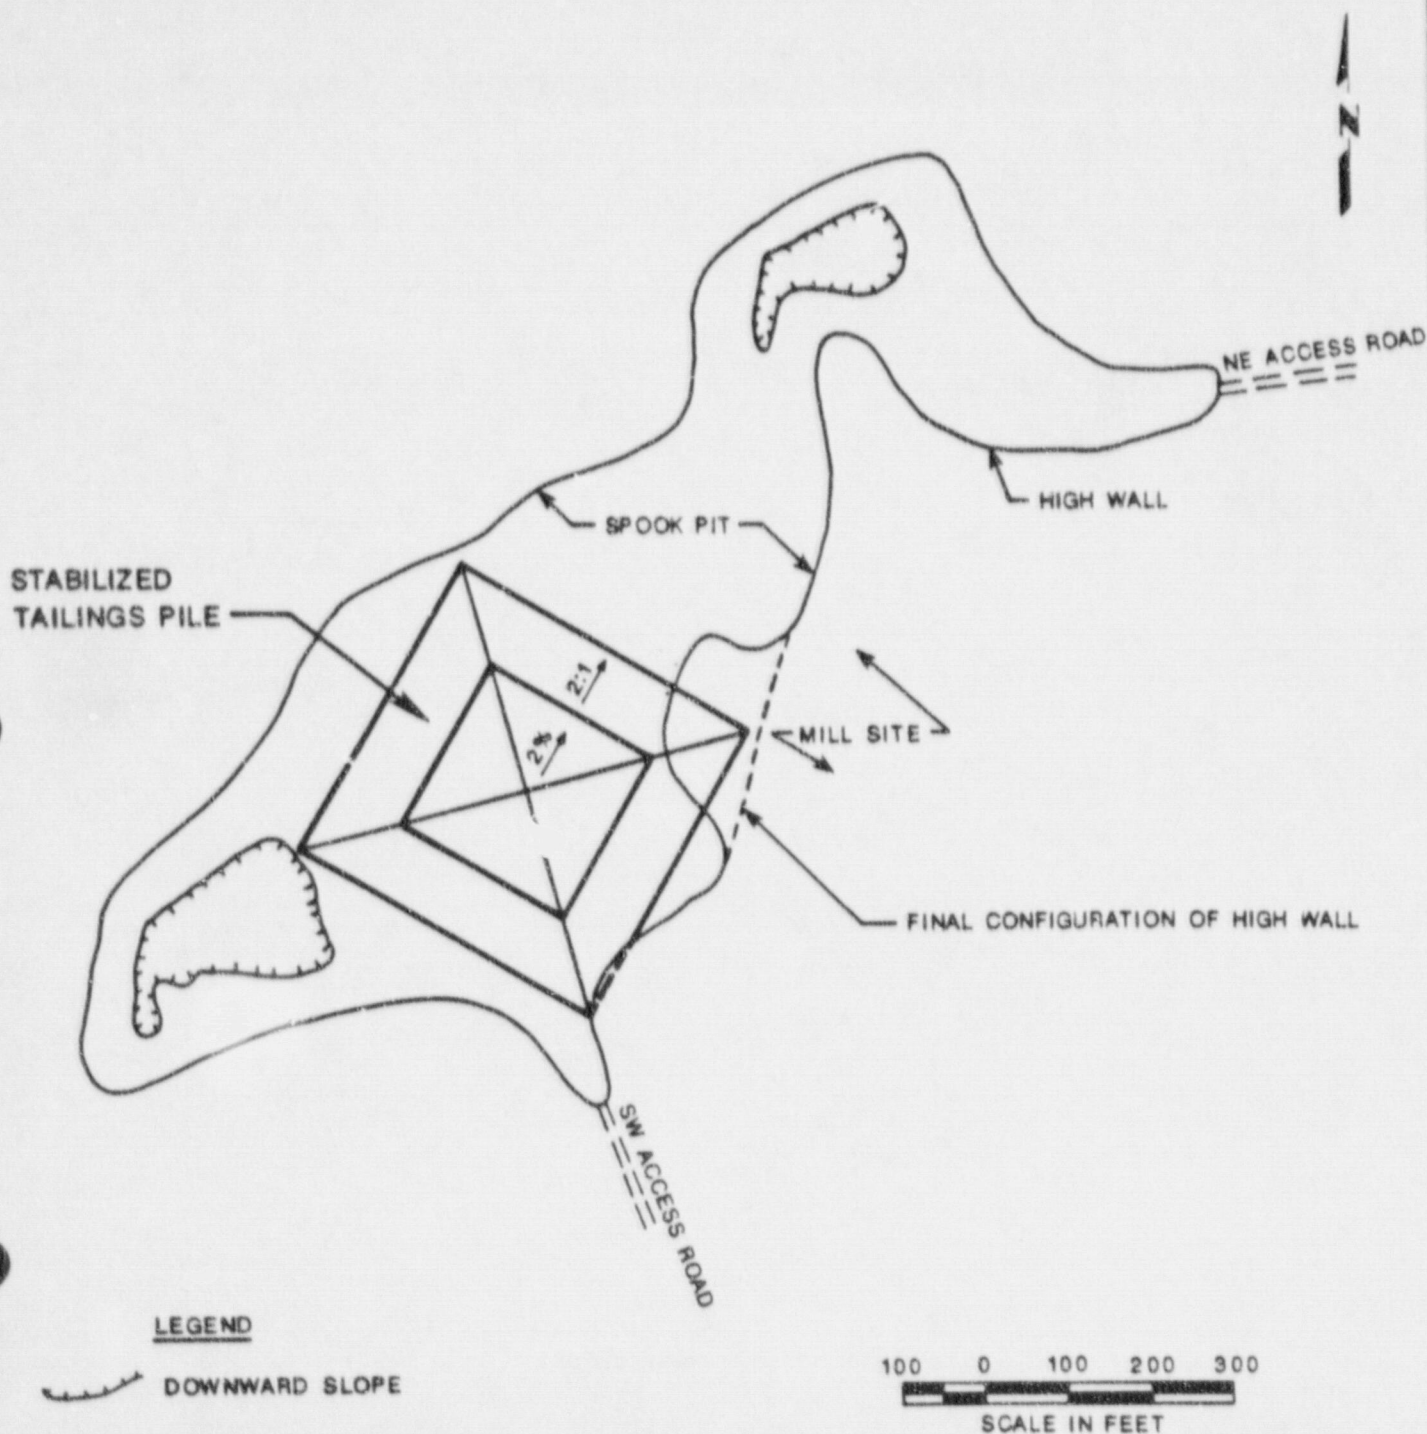 N
NE ACCESS ROAD
HIGH WALL
SPOOK PIT
STABILIZED
TAILINGS PILE
2:1
2%
MILL SITE
FINAL CONFIGURATION OF HIGH WALL
SW ACCESS ROAD
LEGEND
DOWNWARD SLOPE
100 0 100 200 300
SCALE IN FEET